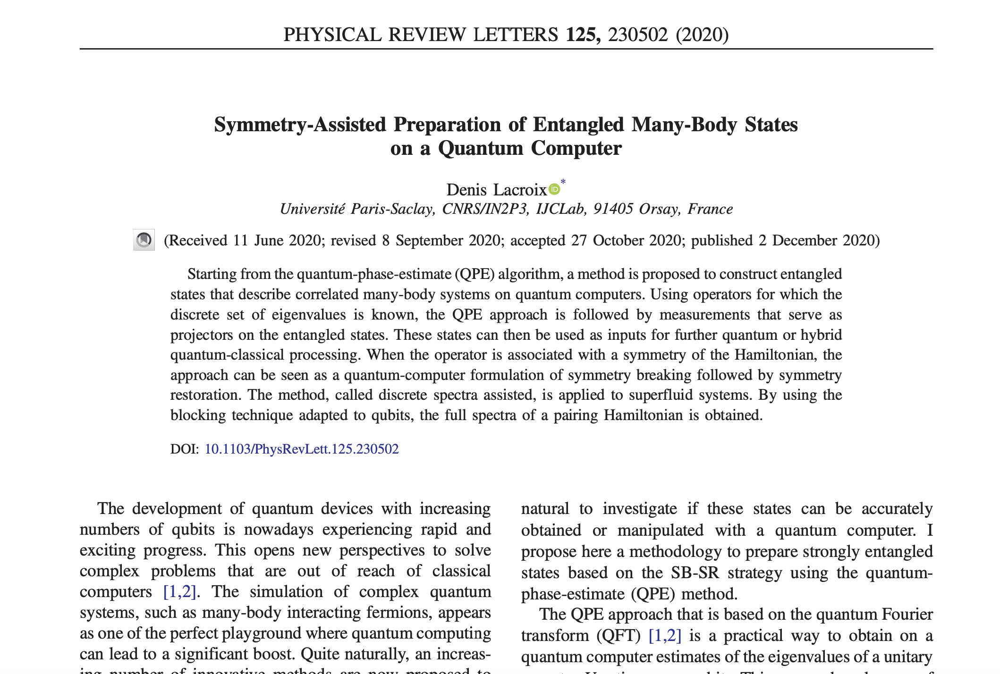 PHYSICAL REVIEW LETTERS 125, 230502 (2020)
Symmetry-Assisted Preparation of Entangled Many-Body States
on a Quantum Computer
Denis Lacroix iD *
Université Paris-Saclay, CNRS/IN2P3, IJCLab, 91405 Orsay, France
(Received 11 June 2020; revised 8 September 2020; accepted 27 October 2020; published 2 December 2020)
Starting from the quantum-phase-estimate (QPE) algorithm, a method is proposed to construct entangled
states that describe correlated many-body systems on quantum computers. Using operators for which the
discrete set of eigenvalues is known, the QPE approach is followed by measurements that serve as
projectors on the entangled states. These states can then be used as inputs for further quantum or hybrid
quantum-classical processing. When the operator is associated with a symmetry of the Hamiltonian, the
approach can be seen as a quantum-computer formulation of symmetry breaking followed by symmetry
restoration. The method, called discrete spectra assisted, is applied to superfluid systems. By using the
blocking technique adapted to qubits, the full spectra of a pairing Hamiltonian is obtained.
DOI: 10.1103/PhysRevLett.125.230502
The development of quantum devices with increasing
numbers of qubits is nowadays experiencing rapid and
exciting progress. This opens new perspectives to solve
complex problems that are out of reach of classical
computers [1,2]. The simulation of complex quantum
systems, such as many-body interacting fermions, appears
as one of the perfect playground where quantum computing
can lead to a significant boost. Quite naturally, an increas-
ing number of innovative methods are now proposed to
natural to investigate if these states can be accurately
obtained or manipulated with a quantum computer. I
propose here a methodology to prepare strongly entangled
states based on the SB-SR strategy using the quantum-
phase-estimate (QPE) method.
The QPE approach that is based on the quantum Fourier
transform (QFT) [1,2] is a practical way to obtain on a
quantum computer estimates of the eigenvalues of a unitary